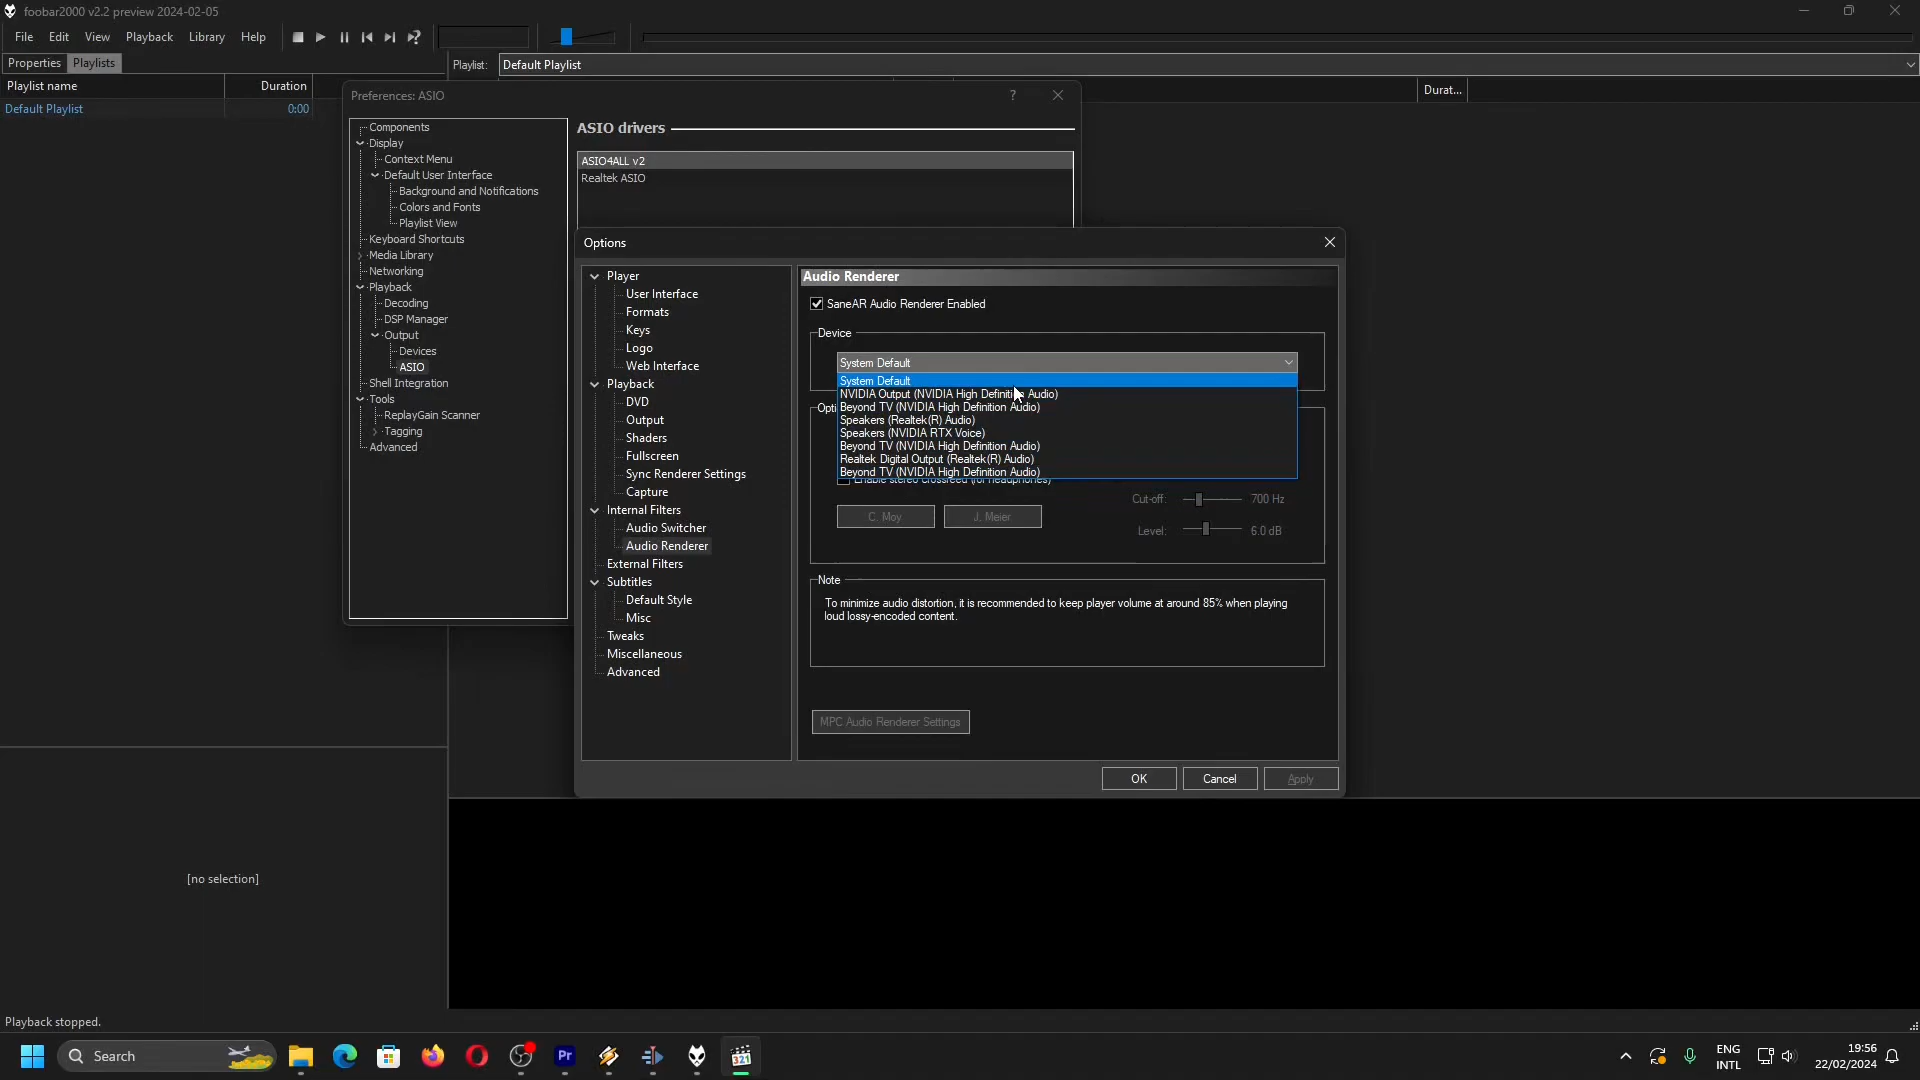 foobar2000 v2.2 preview 2024-02-05
File Edit View Playback Library Help
Properties Playlists
Playlist: Default Playlist
Playlist name Duration
Durat...
Default Playlist 0:00
Preferences: ASIO
?
Components
Display
Context Menu
Default User Interface
Background and Notifications
Colors and Fonts
Playlist View
Keyboard Shortcuts
Media Library
Networking
Playback
Decoding
DSP Manager
Output
Devices
ASIO
Shell Integration
Tools
ReplayGain Scanner
Tagging
Advanced
ASIO drivers
ASIO4ALL v2
Realtek ASIO
Options
Player
User Interface
Formats
Keys
Logo
Web Interface
Playback
DVD
Output
Shaders
Fullscreen
Sync Renderer Settings
Capture
Internal Filters
Audio Switcher
Audio Renderer
External Filters
Subtitles
Default Style
Misc
Tweaks
Miscellaneous
Advanced
Audio Renderer
SaneAR Audio Renderer Enabled
Device
System Default
System Default
NVIDIA Output (NVIDIA High Definition Audio)
Beyond TV (NVIDIA High Definition Audio)
Opti
Speakers (Realtek(R) Audio)
Speakers (NVIDIA RTX Voice)
Beyond TV (NVIDIA High Definition Audio)
Realtek Digital Output (Realtek(R) Audio)
Beyond TV (NVIDIA High Definition Audio)
Enable stereo crossfeed (for headphones)
Cut-off: 700 Hz
C. Moy J. Meier
Level: 6.0 dB
Note
To minimize audio distortion, it is recommended to keep player volume at around 85% when playing
loud lossy-encoded content.
MPC Audio Renderer Settings
OK Cancel Apply
[no selection]
Playback stopped.
Search
Pr
321
ENG
INTL
19:56
22/02/2024